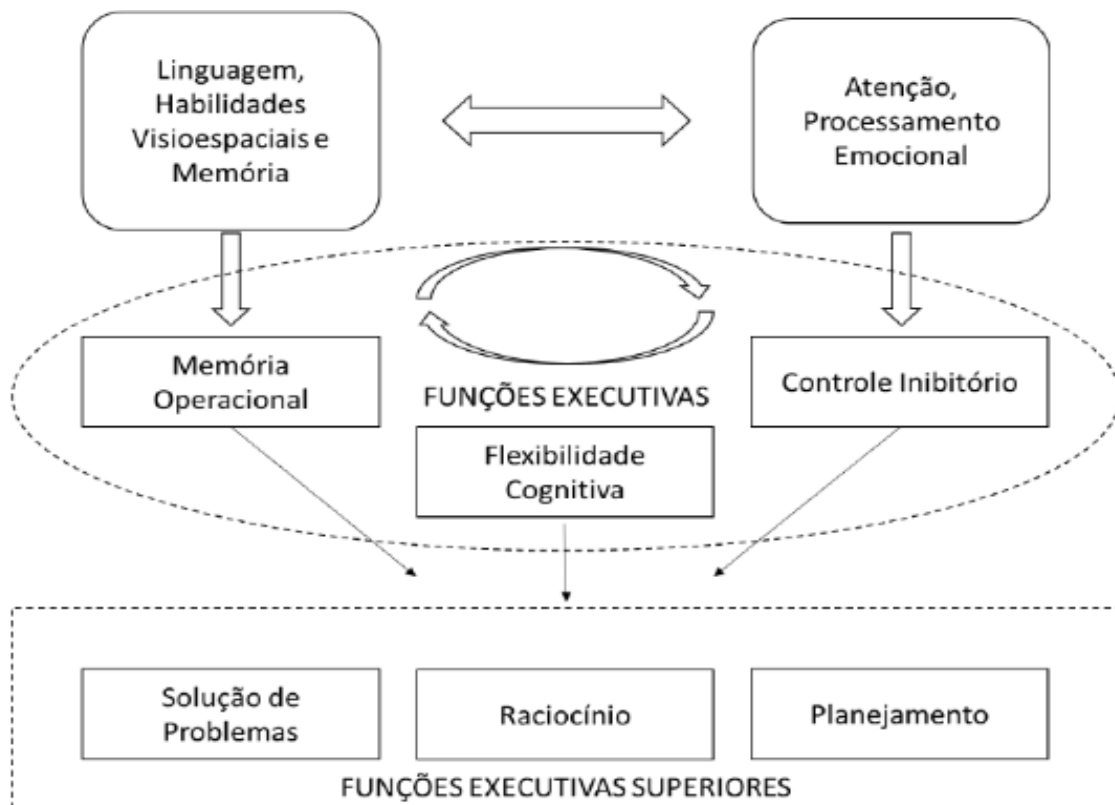 Linguagem,
Habilidades
Visioespaciais e
Memória
Atenção,
Processamento
Emocional
Memória
Operacional
FUNÇÕES EXECUTIVAS
Controle Inibitório
Flexibilidade
Cognitiva
Solução de
Problemas
Raciocínio
Planejamento
FUNÇÕES EXECUTIVAS SUPERIORES